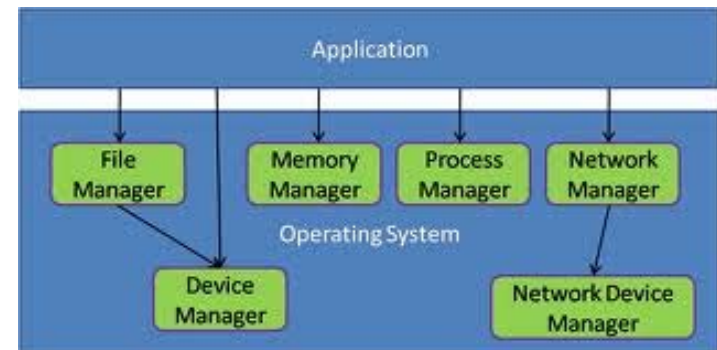 Application
File
Manager
Memory
Manager
Process
Manager
Network
Manager
Operating System
Device
Manager
Network Device
Manager